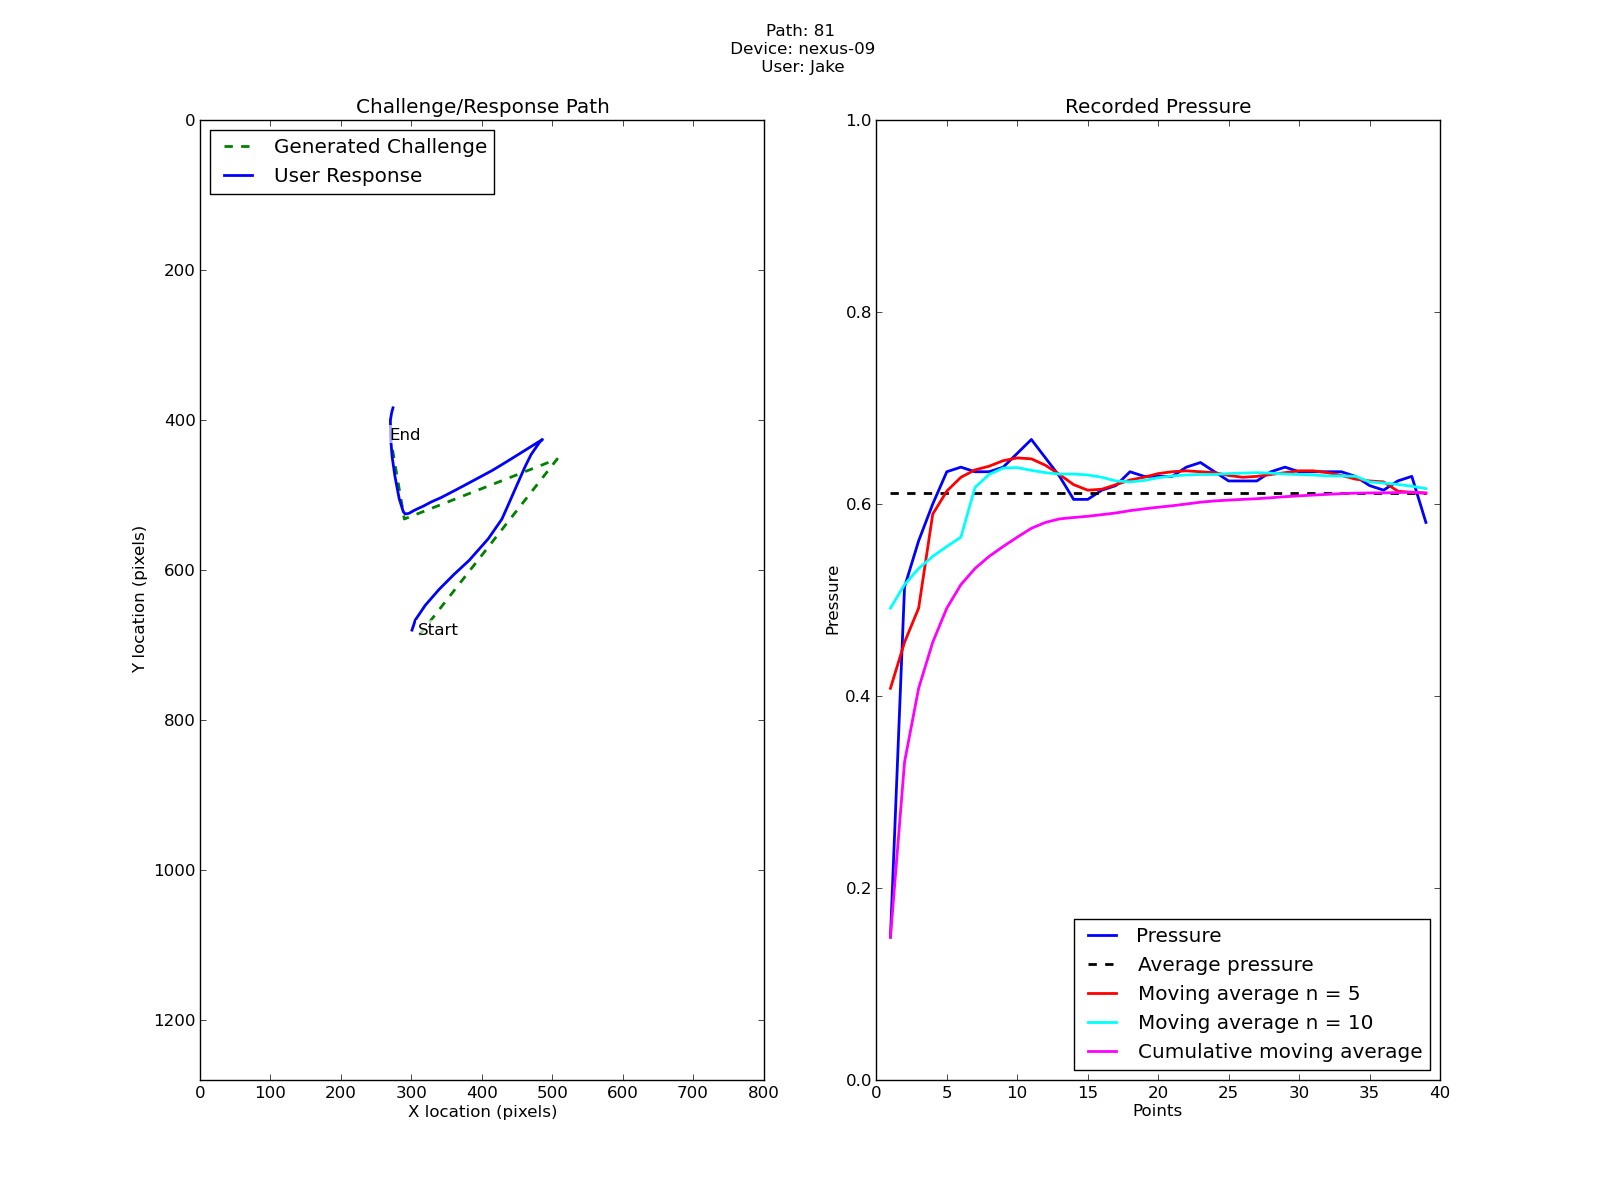 Path: 81
Device: nexus-09
User: Jake
Challenge/Response Path
Generated Challenge
User Response
0
200
400
600
800
1000
1200
Y location (pixels)
End
Start
0 100 200 300 400 500 600 700 800
X location (pixels)
Recorded Pressure
1.0
0.8
0.6
0.4
0.2
0.0
Pressure
Pressure
Average pressure
Moving average n = 5
Moving average n = 10
Cumulative moving average
0 5 10 15 20 25 30 35 40
Points